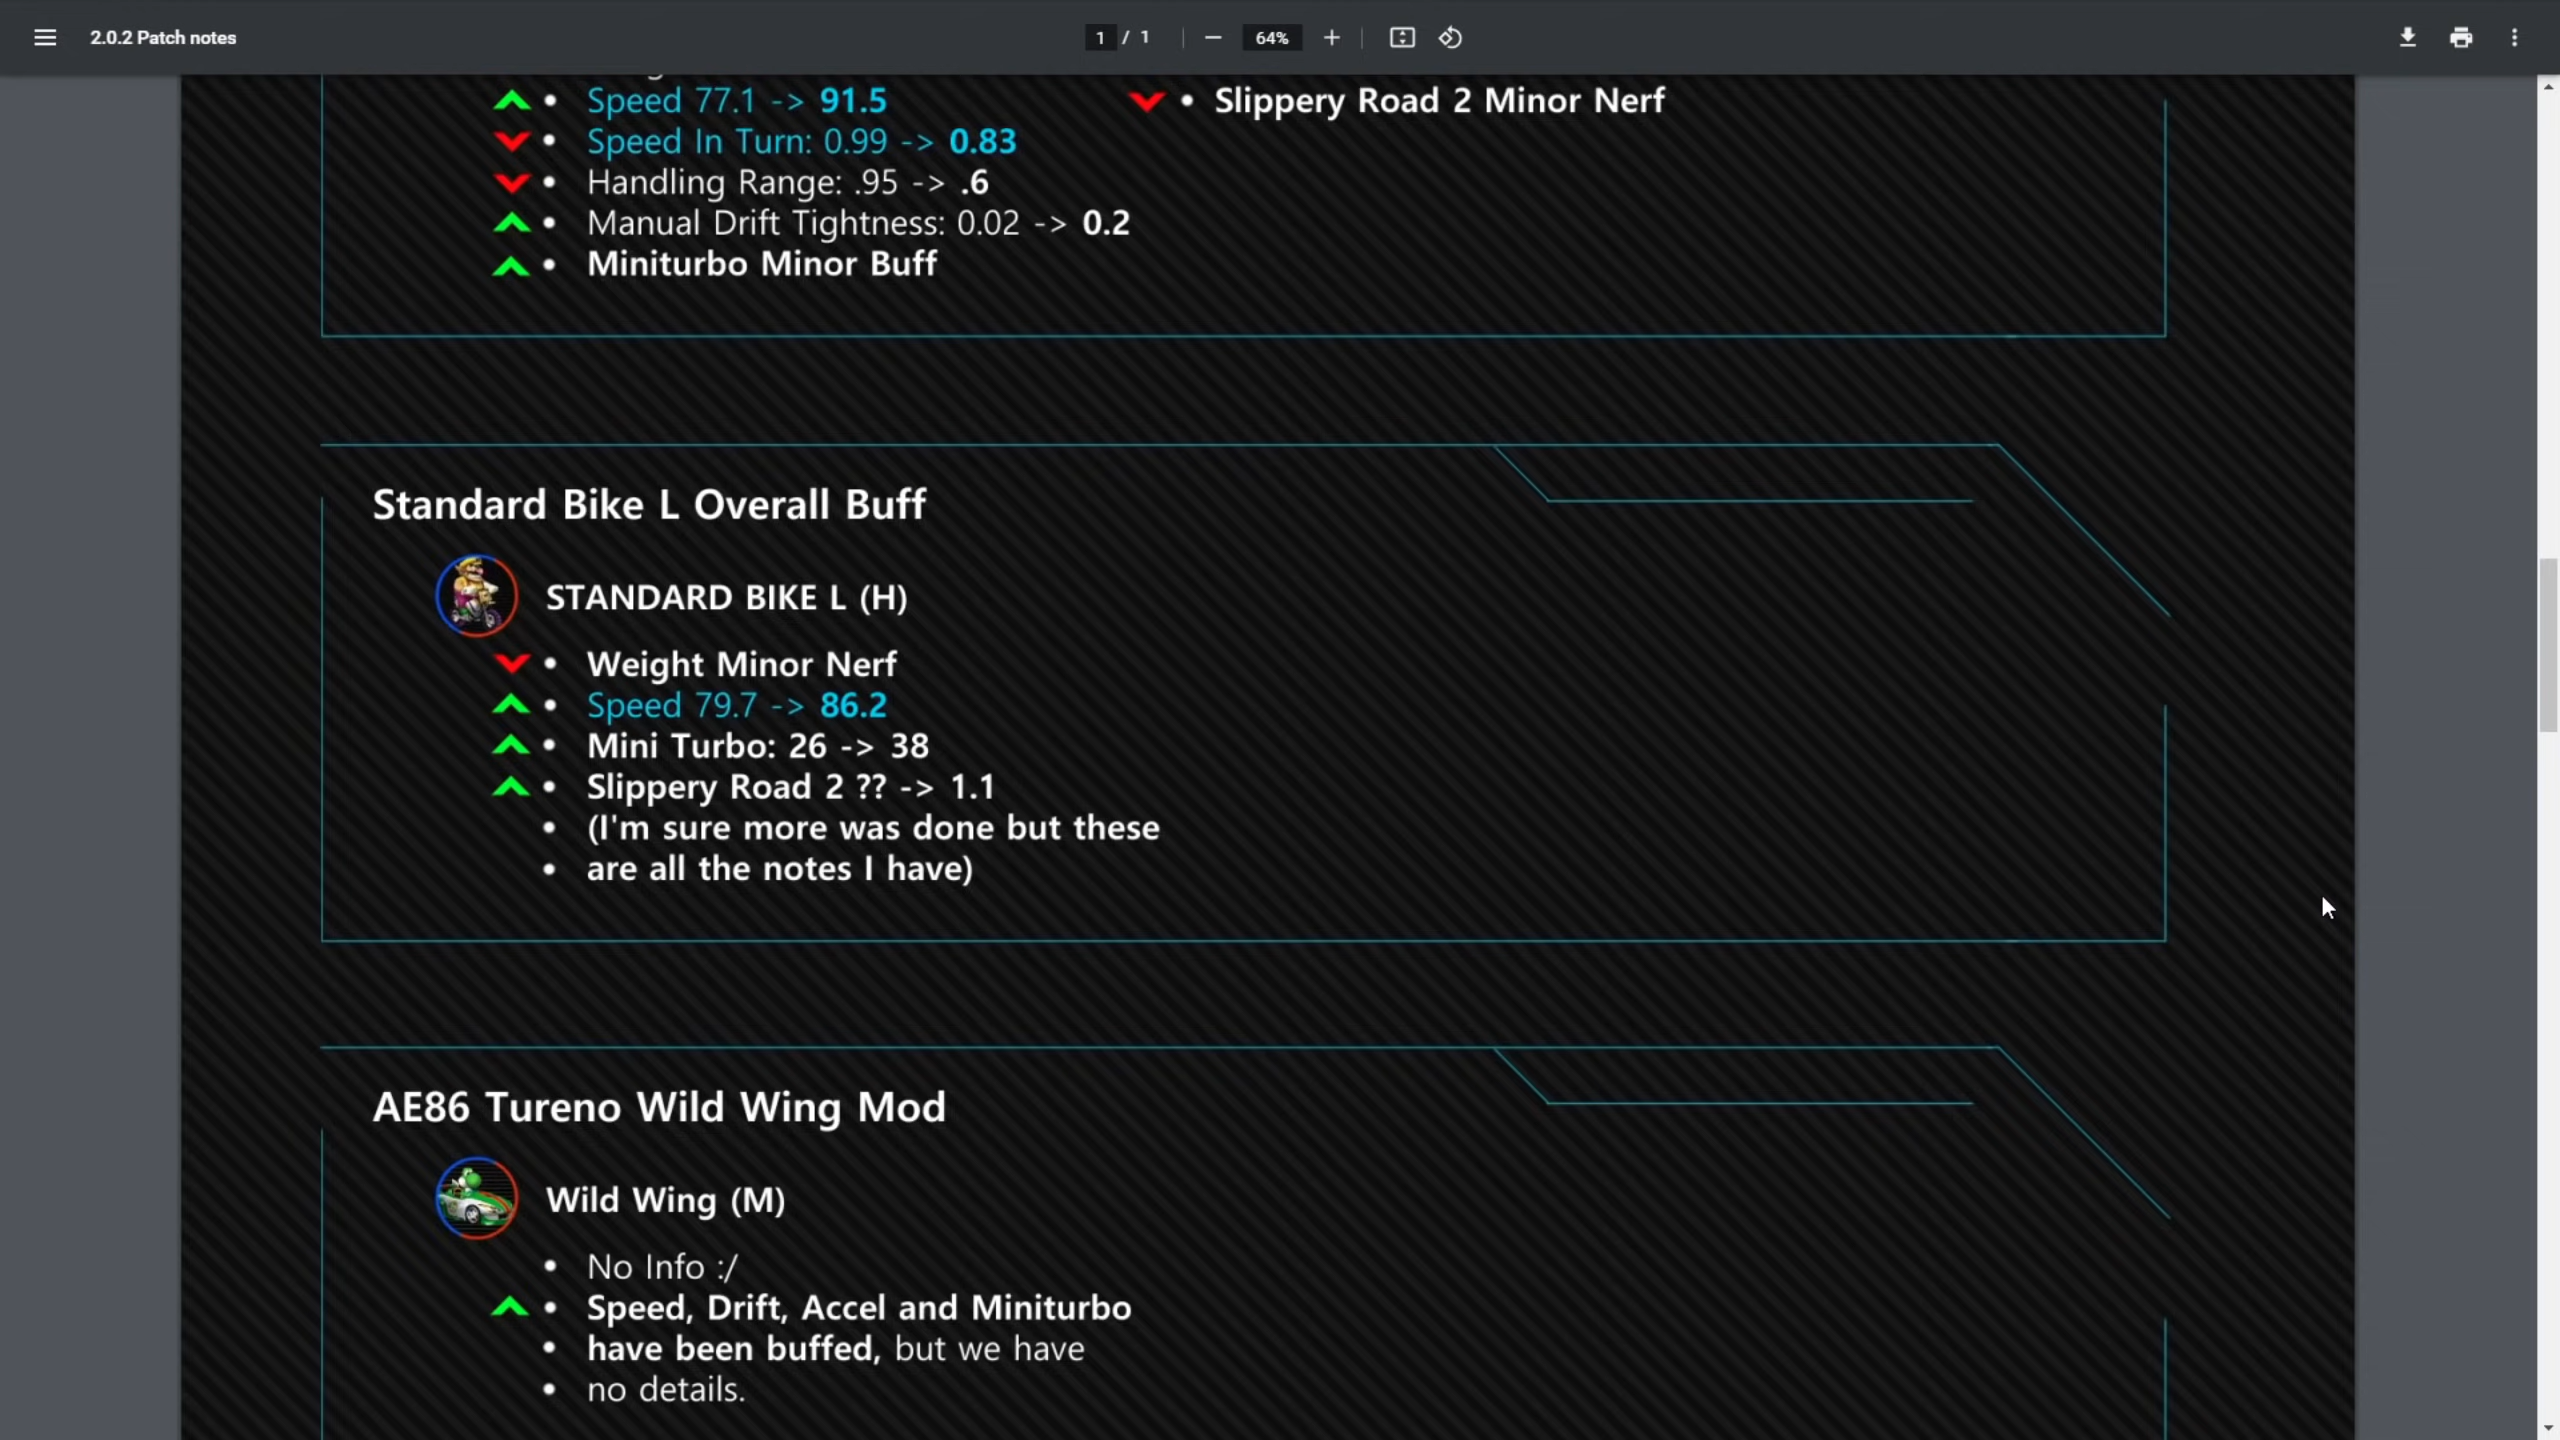 2.0.2 Patch notes
1 / 1
64%
Speed 77.1 -> 91.5
Slippery Road 2 Minor Nerf
Speed In Turn: 0.99 -> 0.83
Handling Range: .95 -> .6
Manual Drift Tightness: 0.02 -> 0.2
Miniturbo Minor Buff
Standard Bike L Overall Buff
STANDARD BIKE L (H)
Weight Minor Nerf
Speed 79.7 -> 86.2
Mini Turbo: 26 -> 38
Slippery Road 2 ?? -> 1.1
(I'm sure more was done but these
are all the notes I have)
AE86 Tureno Wild Wing Mod
Wild Wing (M)
No Info :/
Speed, Drift, Accel and Miniturbo
have been buffed, but we have
no details.